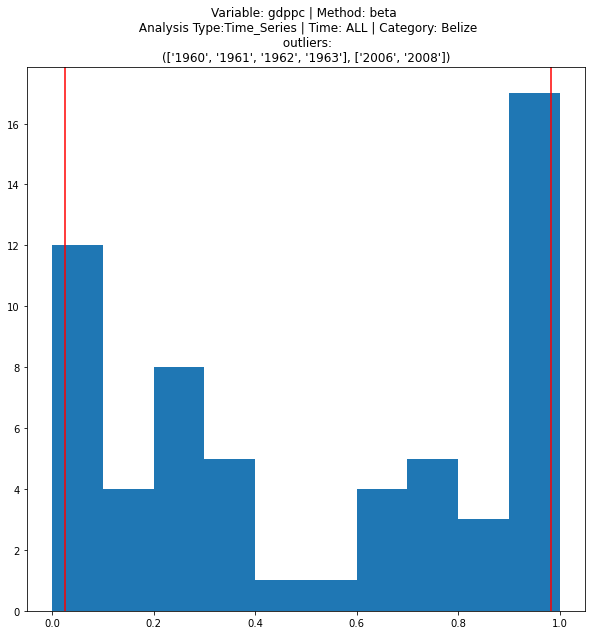 Variable: gdppc | Method: beta
Analysis Type:Time_Series | Time: ALL | Category: Belize
outliers:
(['1960', '1961', '1962', '1963'], ['2006', '2008'])
16
14
12
10
8
6
4
2
0
0.0 0.2 0.4 0.6 0.8 1.0